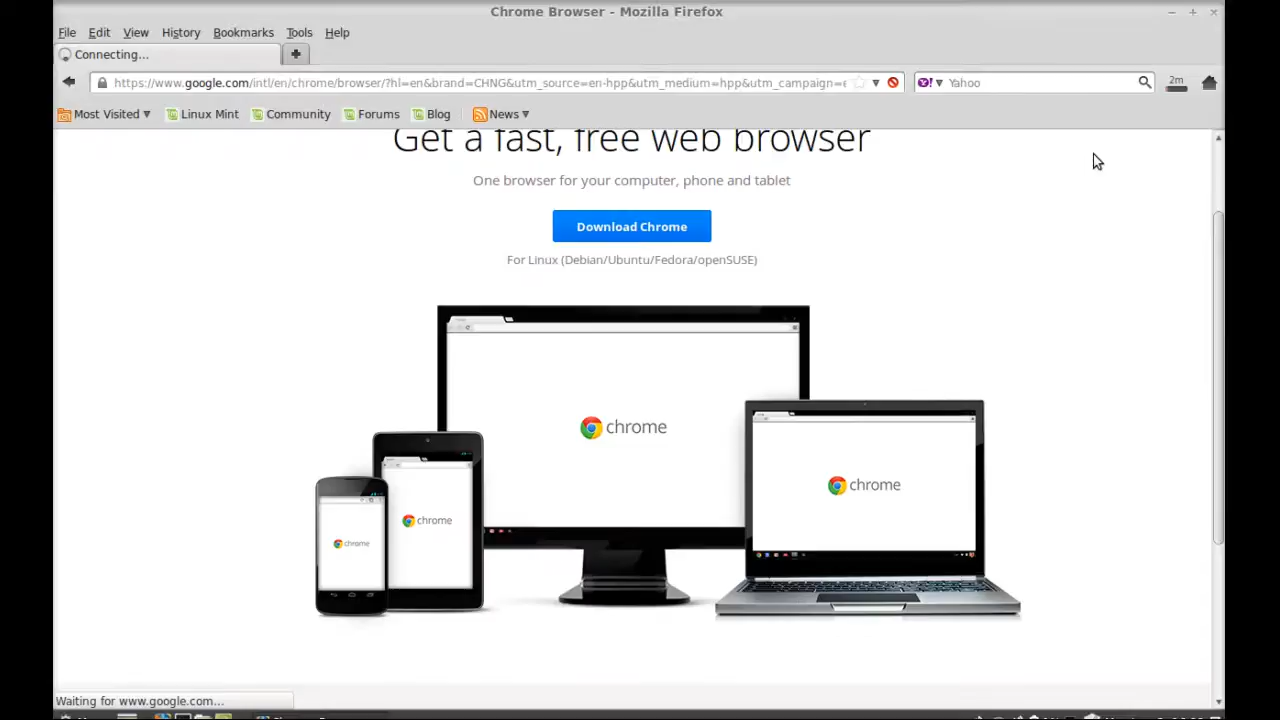 Chrome Browser - Mozilla Firefox
File Edit View History Bookmarks Tools Help
Connecting...
https://www.google.com/intl/en/chrome/browser/?hl=en&brand=CHNG&utm_source=en-hpp&utm_medium=hpp&utm_campaign=e
Yahoo
2m
Most Visited Linux Mint Community Forums Blog News
Get a fast, free web browser
One browser for your computer, phone and tablet
Download Chrome
For Linux (Debian/Ubuntu/Fedora/openSUSE)
chrome
chrome
chrome
chrome
Waiting for www.google.com...